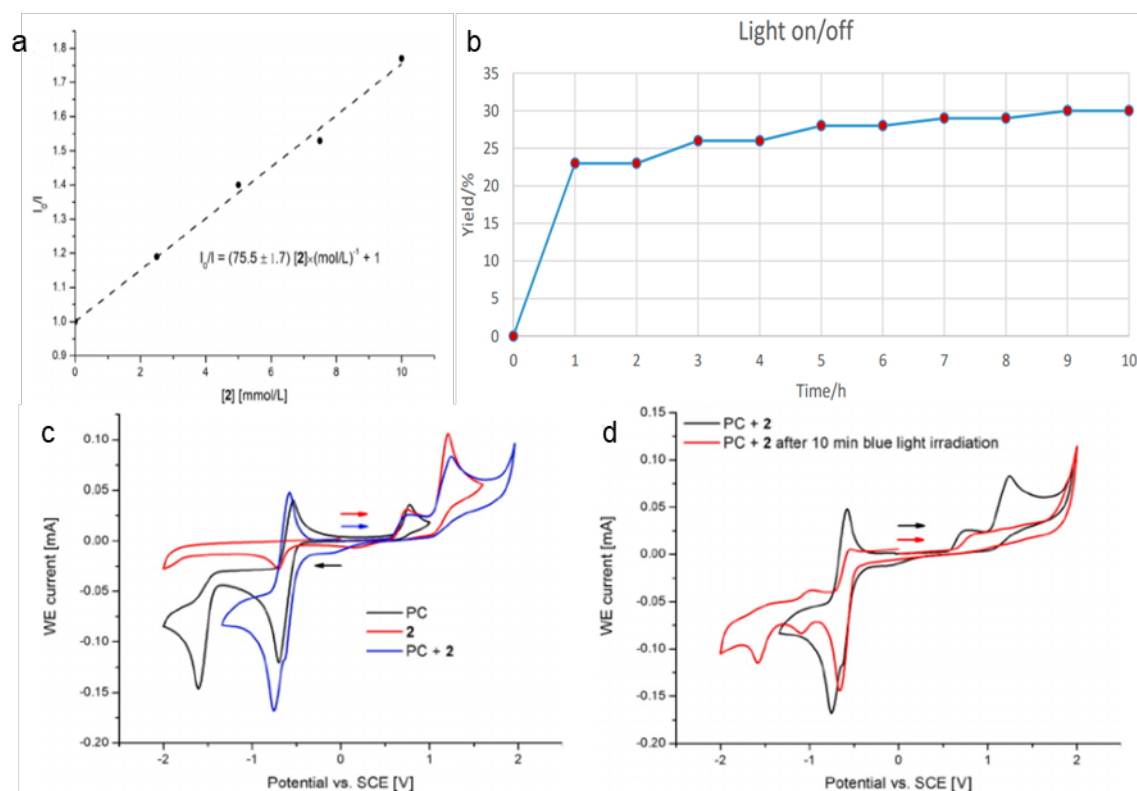 a
1.8
1.7
1.6
1.5
1.4
1.3
1.2
1.1
1.0
0.9
I₀/I
I₀/I = (75.5 ± 1.7) [2]×(mol/L)⁻¹ + 1
0 2 4 6 8 10
[2] [mmol/L]
b
Light on/off
35
30
25
20
15
10
5
0
Yield/%
0 1 2 3 4 5 6 7 8 9 10
Time/h
c
0.10
0.05
0.00
-0.05
-0.10
-0.15
-0.20
WE current [mA]
PC
2
PC + 2
-2 -1 0 1 2
Potential vs. SCE [V]
d
PC + 2
PC + 2 after 10 min blue light irradiation
0.15
0.10
0.05
0.00
-0.05
-0.10
-0.15
-0.20
WE current [mA]
-2 -1 0 1 2
Potential vs. SCE [V]